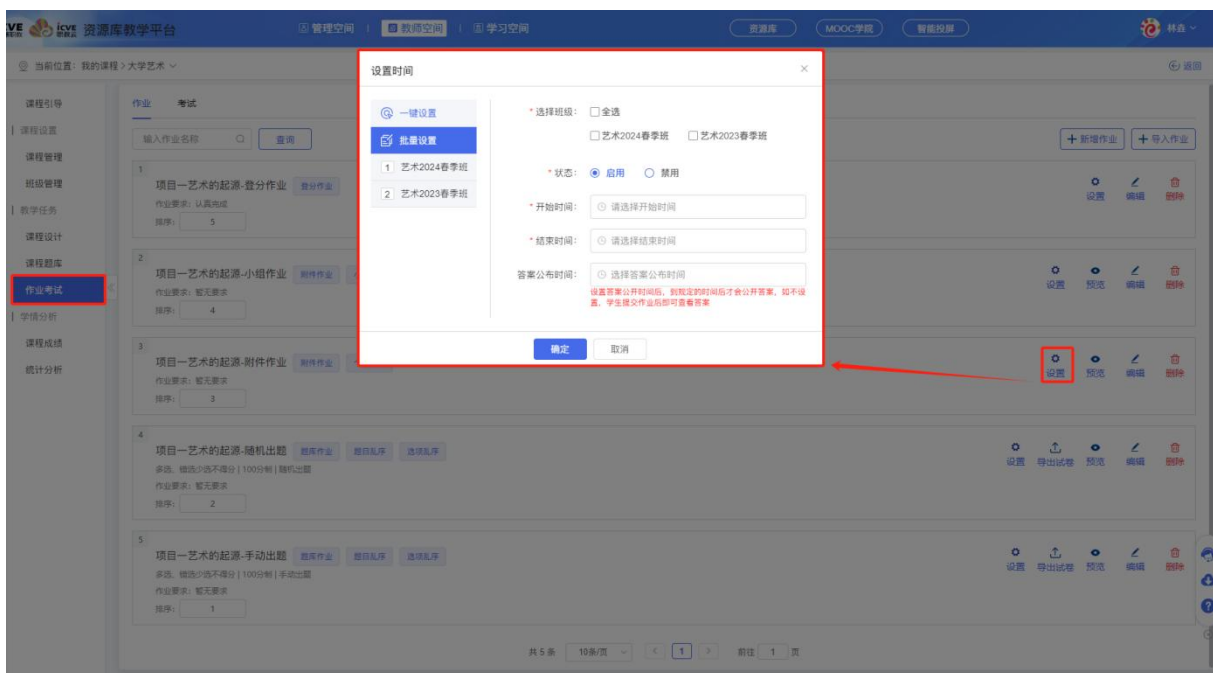 icve 资源库教学平台
管理空间
教师空间
学习空间
资源库
MOOC学院
智能投屏
当前位置：我的课程 > 大学艺术
返回
课程引导
课程设置
课程管理
班级管理
教学任务
课程设计
课程题库
作业考试
学情分析
课程成绩
统计分析
作业
考试
输入作业名称
查询
+ 新增作业
+ 导入作业
设置时间
一键设置
批量设置
1 艺术2024春季班
2 艺术2023春季班
* 选择班级： 全选
艺术2024春季班 艺术2023春季班
* 状态： 启用 禁用
* 开始时间： 请选择开始时间
* 结束时间： 请选择结束时间
答案公布时间： 选择答案公布时间
设置答案公开时间后，到规定的时间后才会公开答案，如不设
置，学生提交作业后即可查看答案
确定 取消
1
项目一艺术的起源-登分作业 登分作业
作业要求：认真完成
排序： 5
设置 编辑 删除
2
项目一艺术的起源-小组作业 附件作业
作业要求：暂无要求
排序： 4
设置 预览 编辑 删除
3
项目一艺术的起源-附件作业 附件作业
作业要求：暂无要求
排序： 3
设置 预览 编辑 删除
4
项目一艺术的起源-随机出题 题库作业 题目乱序 选项乱序
多选、错选少选不得分 | 100分制 | 随机出题
作业要求：暂无要求
排序： 2
设置 导出试卷 预览 编辑 删除
5
项目一艺术的起源-手动出题 题库作业 题目乱序 选项乱序
多选、错选少选不得分 | 100分制 | 手动出题
作业要求：暂无要求
排序： 1
设置 导出试卷 预览 编辑 删除
共 5 条 10条/页 < 1 > 前往 1 页